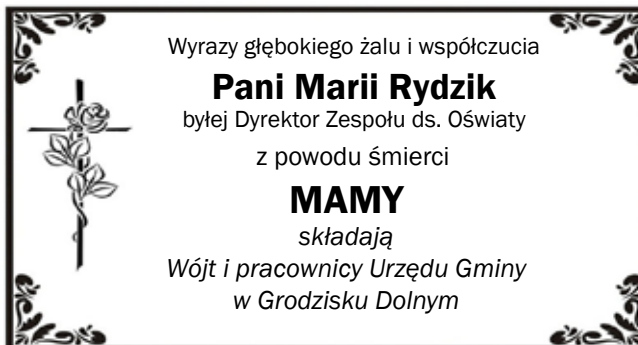 Wyrazy głębokiego żalu i współczucia
Pani Marii Rydzik
byłej Dyrektor Zespołu ds. Oświaty
z powodu śmierci
MAMY
składają
Wójt i pracownicy Urzędu Gminy
w Grodzisku Dolnym